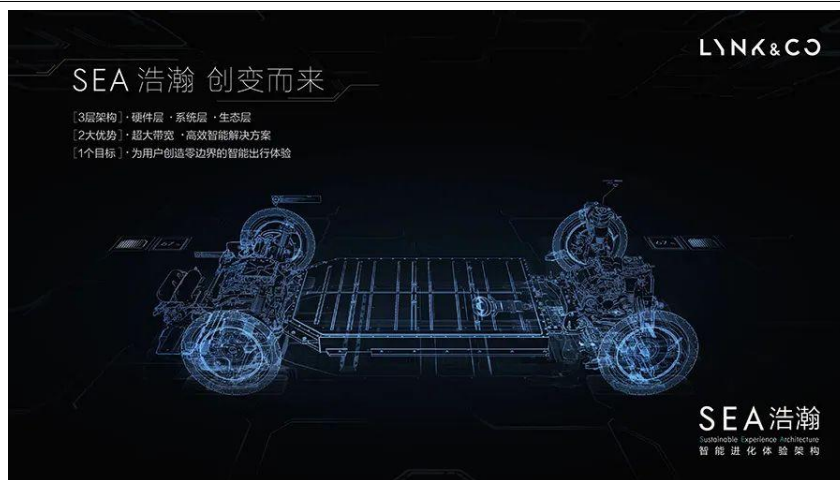 LYNK&CO
SEA 浩瀚 创变而来
[3层架构]·硬件层 ·系统层 ·生态层
[2大优势]·超大带宽 ·高效智能解决方案
[1个目标]·为用户创造零边界的智能出行体验
SEA浩瀚
Sustainable Experience Architecture
智能进化体验架构